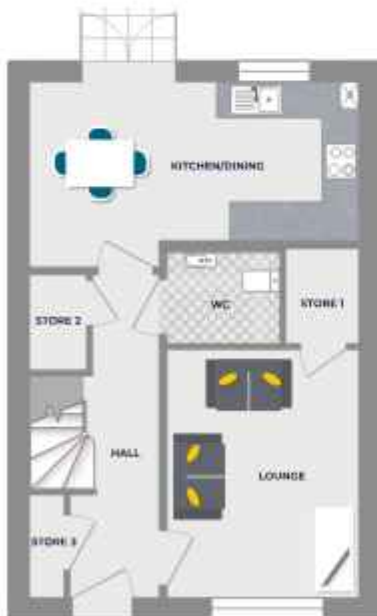 KITCHEN/DINING
WC
STORE 1
STORE 2
HALL
LOUNGE
STORE 3